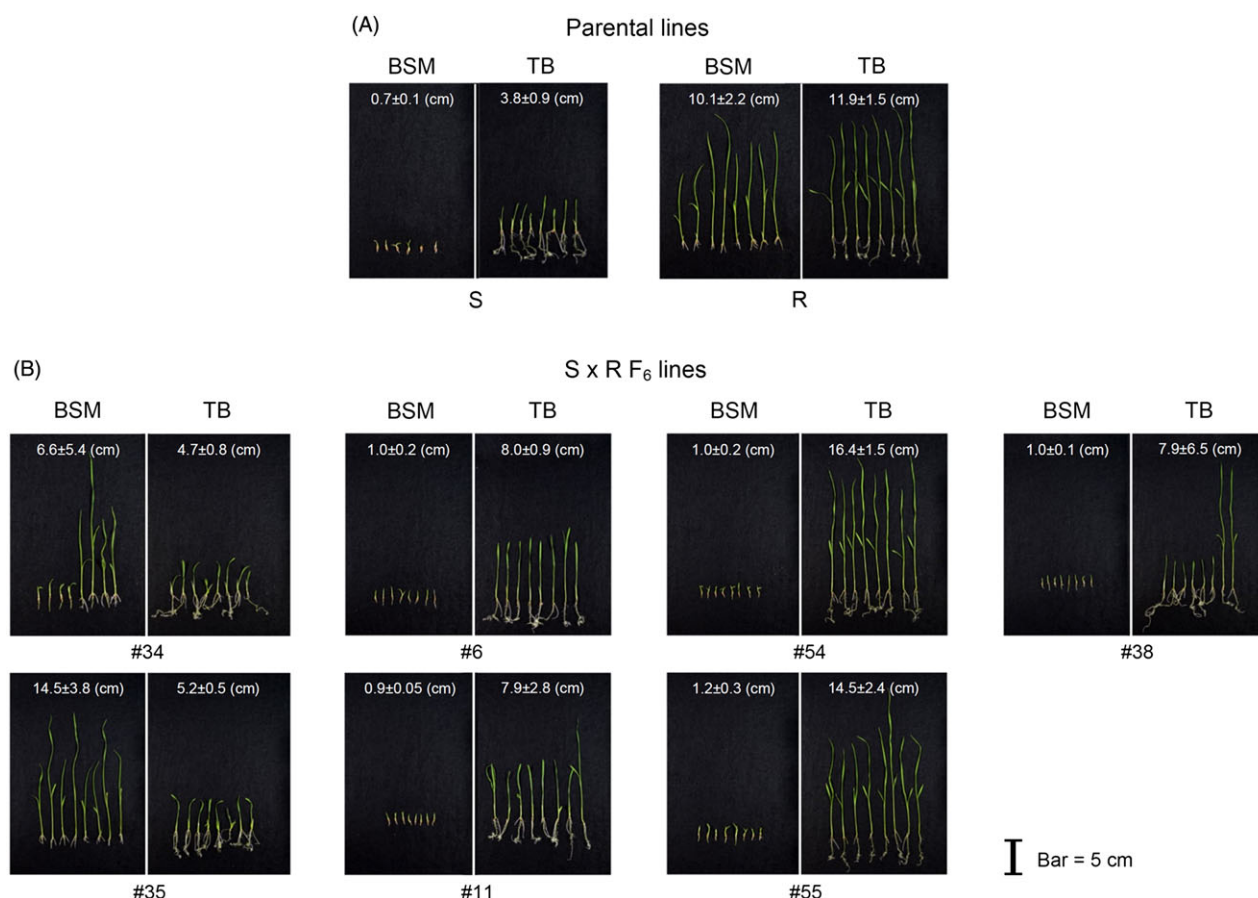 (A)
Parental lines
BSM TB BSM TB
0.7±0.1 (cm) 3.8±0.9 (cm) 10.1±2.2 (cm) 11.9±1.5 (cm)
S R
(B)
S x R F₆ lines
BSM TB BSM TB BSM TB BSM TB
6.6±5.4 (cm) 4.7±0.8 (cm) 1.0±0.2 (cm) 8.0±0.9 (cm) 1.0±0.2 (cm) 16.4±1.5 (cm) 1.0±0.1 (cm) 7.9±6.5 (cm)
#34 #6 #54 #38
14.5±3.8 (cm) 5.2±0.5 (cm) 0.9±0.05 (cm) 7.9±2.8 (cm) 1.2±0.3 (cm) 14.5±2.4 (cm)
Bar = 5 cm
#35 #11 #55